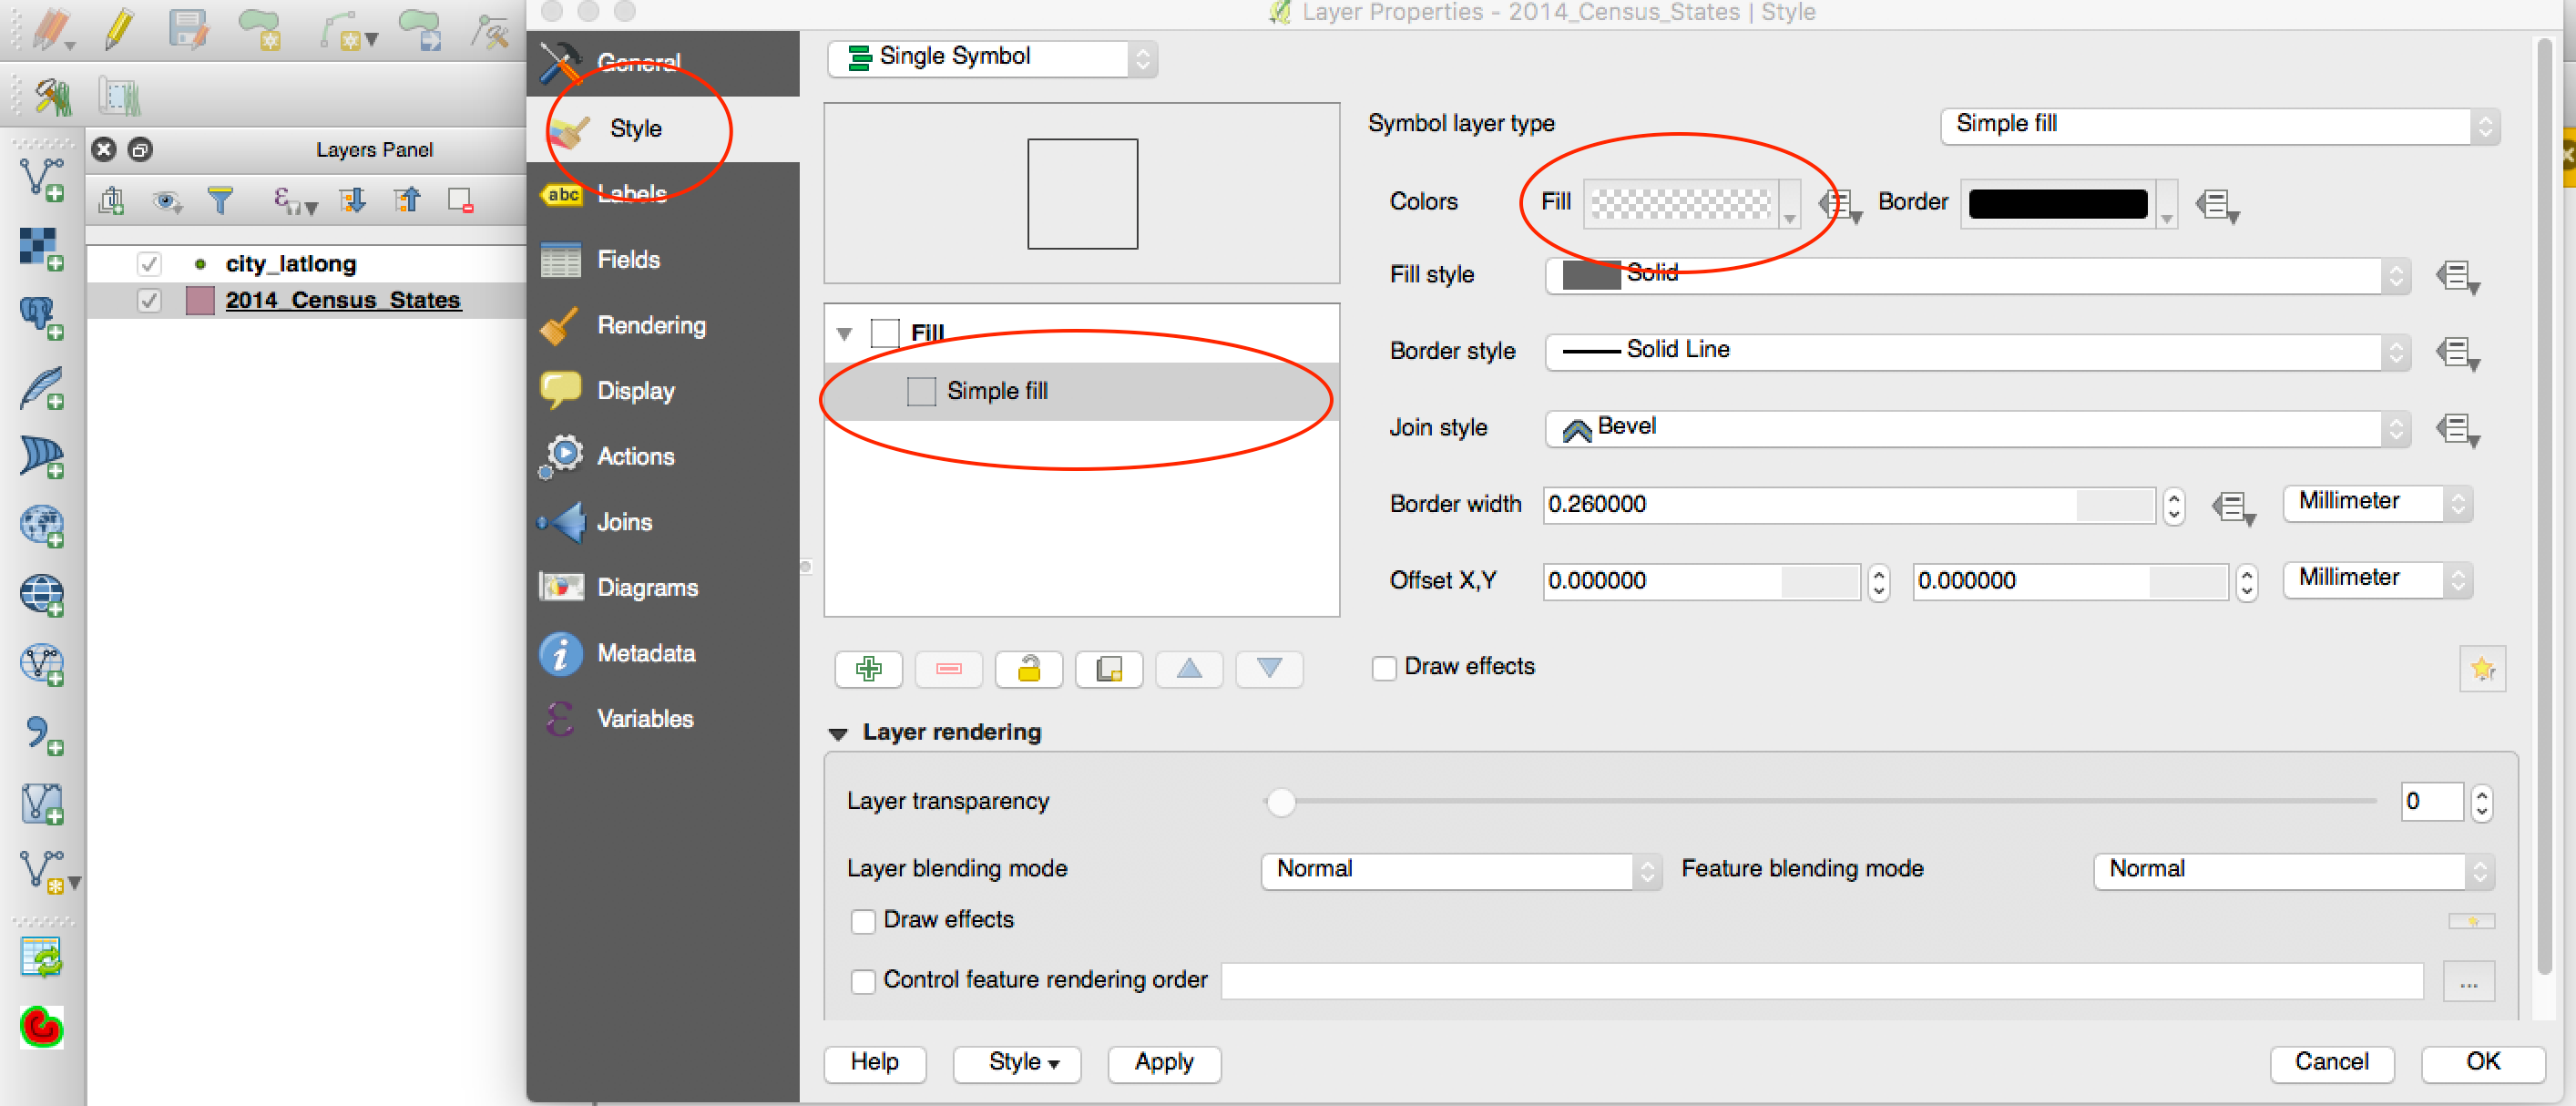 Layer Properties - 2014_Census_States | Style
General
Style
Labels
Fields
Rendering
Display
Actions
Joins
Diagrams
Metadata
Variables
abc
Layers Panel
city_latlong
2014_Census_States
Single Symbol
Fill
Simple fill
Symbol layer type
Simple fill
Colors Fill Border
Fill style Solid
Border style Solid Line
Join style Bevel
Border width 0.260000 Millimeter
Offset X,Y 0.000000 0.000000 Millimeter
Draw effects
Layer rendering
Layer transparency 0
Layer blending mode Normal Feature blending mode Normal
Draw effects
Control feature rendering order ...
Help Style Apply Cancel OK